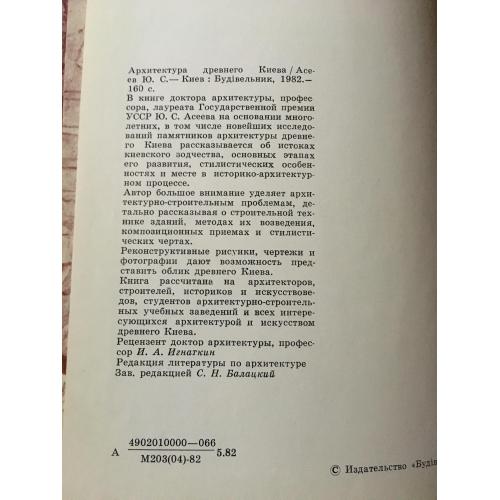 Архитектура древнего Киева/Асе-
ев Ю. С.— Киев : Будівельник, 1982.—
160 с.
В книге доктора архитектуры, профес-
сора, лауреата Государственной премии
УССР Ю. С. Асеева на основании много-
летних, в том числе новейших исследо-
ваний памятников архитектуры древне-
го Киева рассказывается об истоках
киевского зодчества, основных этапах
его развития, стилистических особен-
ностях и месте в историко-архитектур-
ном процессе.
Автор большое внимание уделяет архи-
тектурно-строительным проблемам, де-
тально рассказывая о строительной тех-
нике зданий, методах их возведения,
композиционных приемах и стилисти-
ческих чертах.
Реконструктивные рисунки, чертежи и
фотографии дают возможность пред-
ставить облик древнего Киева.
Книга рассчитана на архитекторов,
строителей, историков и искусствове-
дов, студентов архитектурно-строитель-
ных учебных заведений и всех интере-
сующихся архитектурой и искусством
древнего Киева.
Рецензент доктор архитектуры, профес-
сор И. А. Игнаткин
Редакция литературы по архитектуре
Зав. редакцией С. Н. Балацкий
А 4902010000—066 5.82
М203(04)-82
© Издательство «Будів